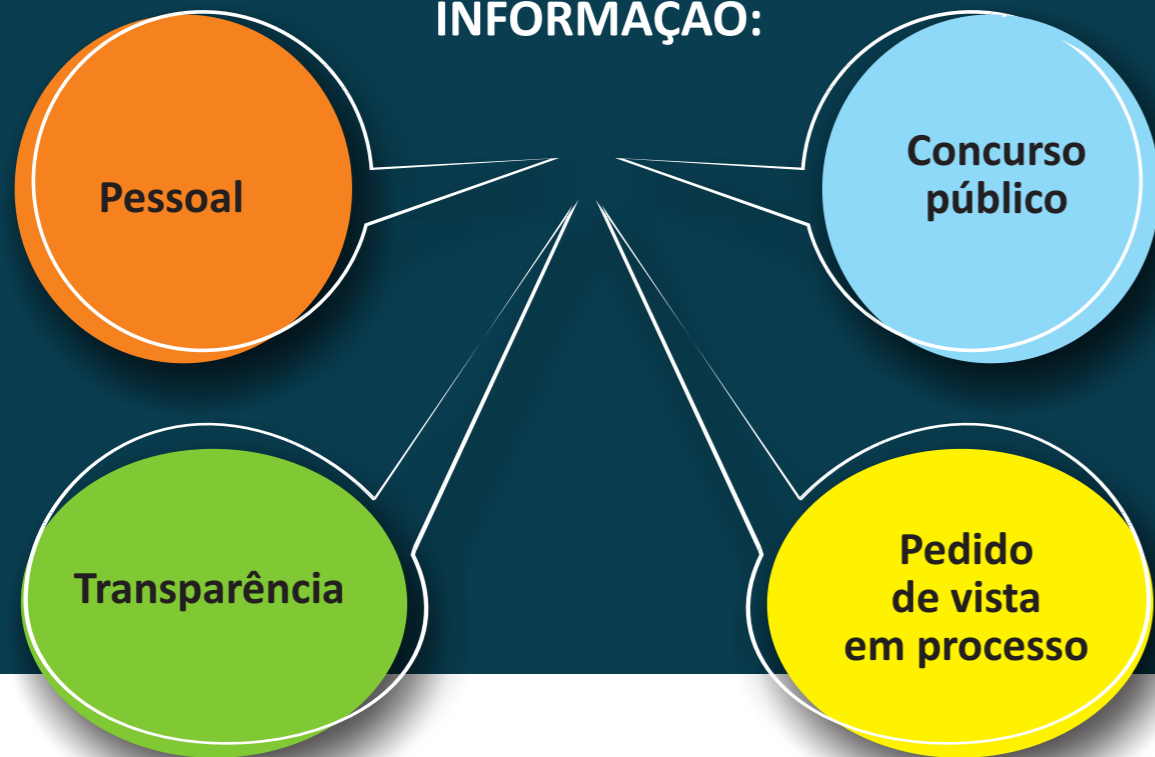 INFORMAÇÃO:
Pessoal
Concurso
público
Transparência
Pedido
de vista
em processo